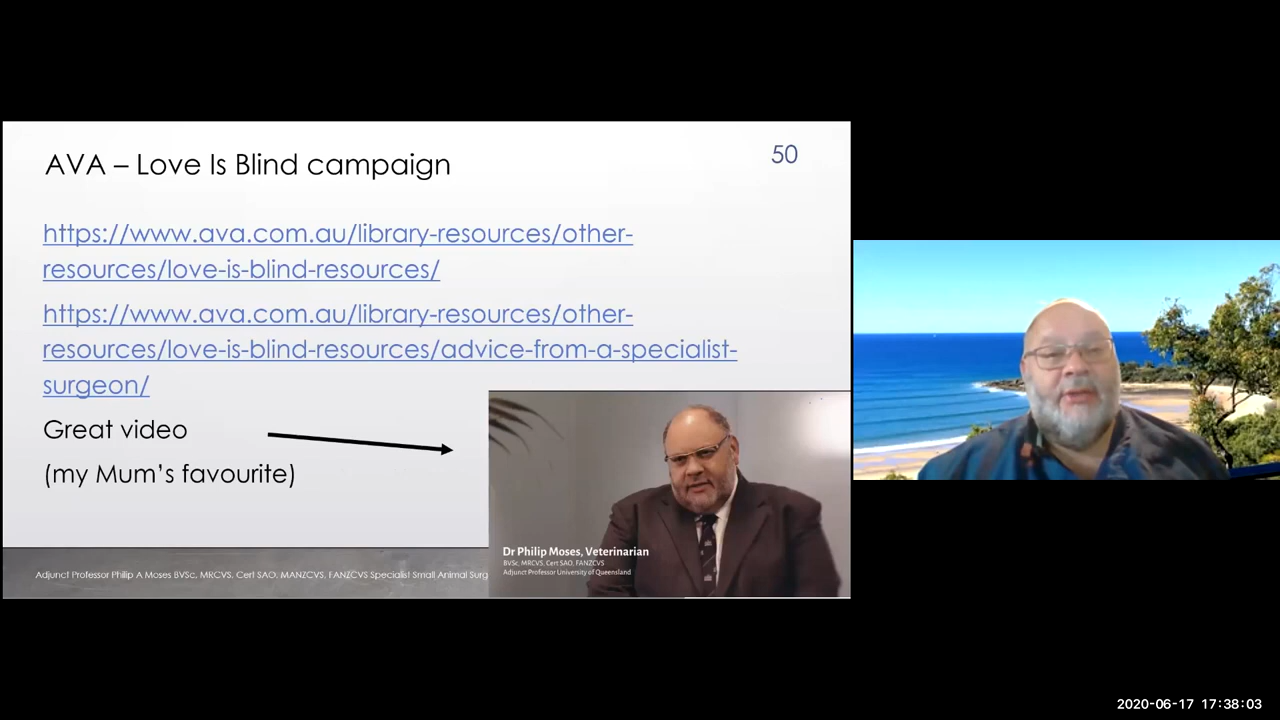 AVA – Love Is Blind campaign
50
https://www.ava.com.au/library-resources/other-
resources/love-is-blind-resources/
https://www.ava.com.au/library-resources/other-
resources/love-is-blind-resources/advice-from-a-specialist-
surgeon/
Great video
(my Mum's favourite)
Dr Philip Moses, Veterinarian
BVSc, MRCVS, Cert SAO, FANZCVS
Adjunct Professor University of Queensland
Adjunct Professor Philip A Moses BVSc, MRCVS, Cert SAO, MANZCVS, FANZCVS Specialist Small Animal Surg
2020-06-17 17:38:03